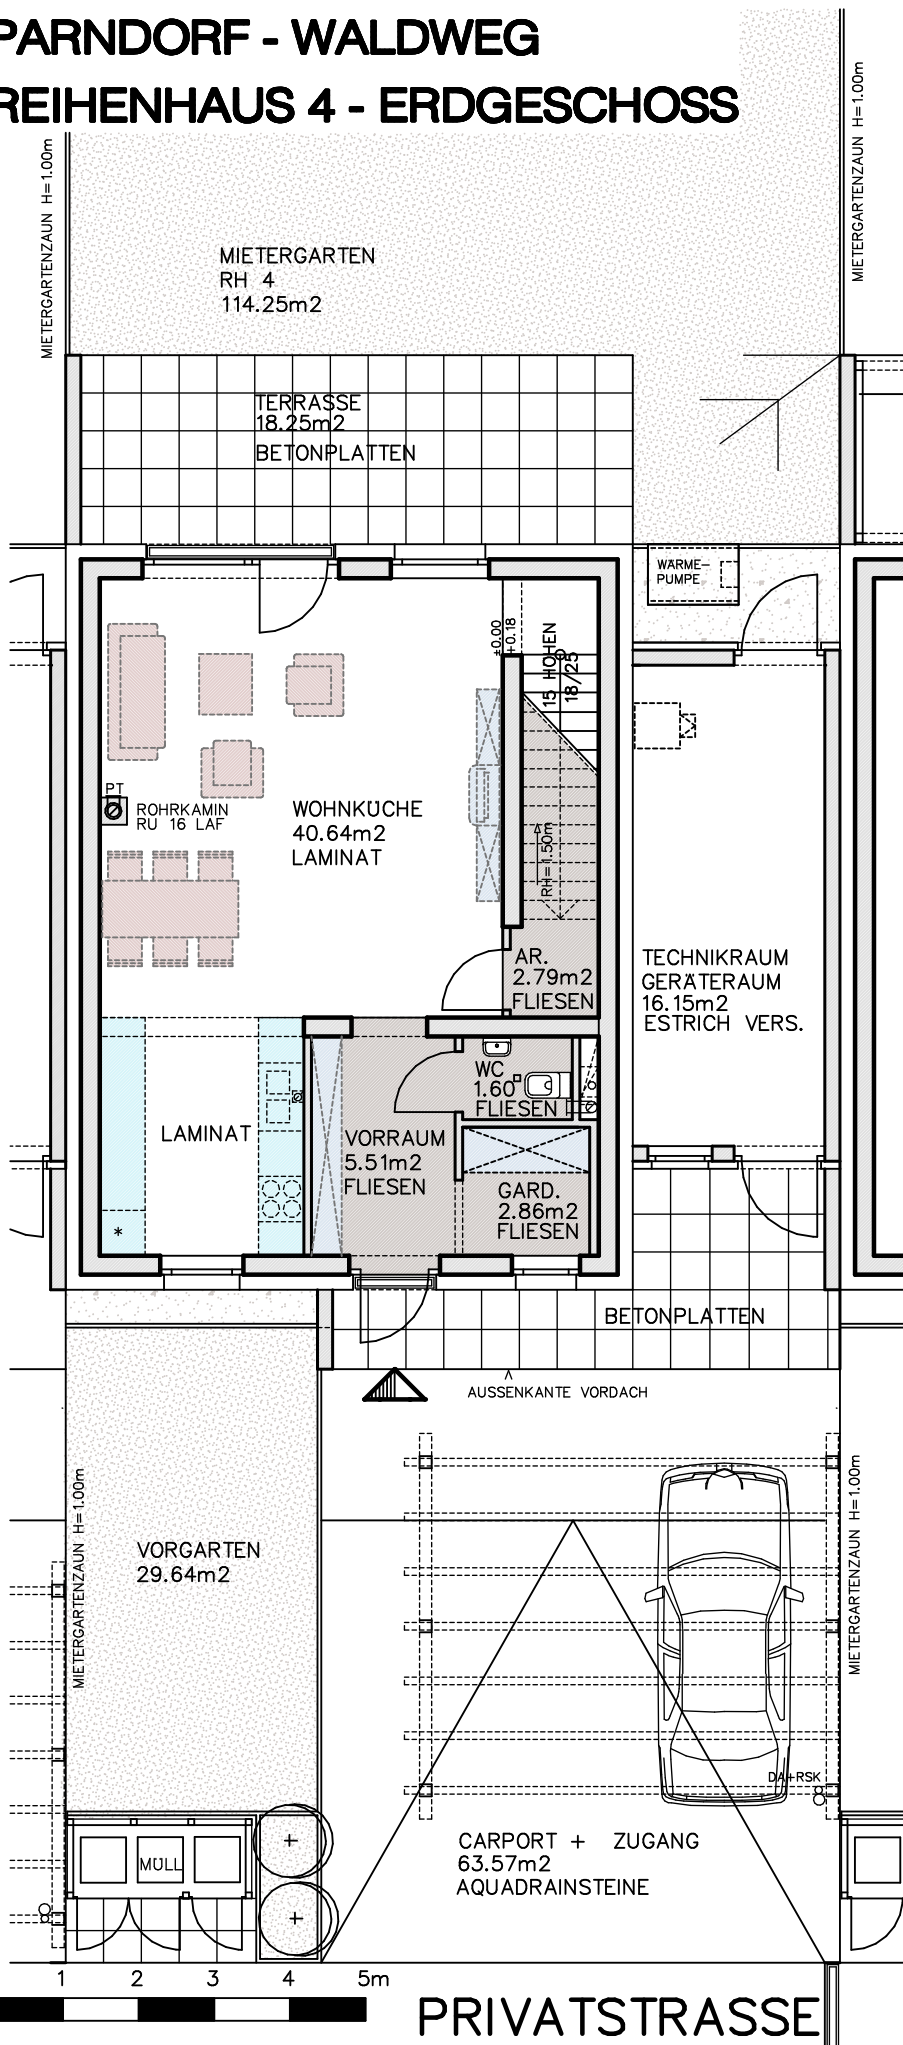 PARNDORF - WALDWEG
REIHENHAUS 4 - ERDGESCHOSS
MIETERGARTENZAUN H=1.00m
MIETERGARTENZAUN H=1.00m
MIETERGARTEN
RH 4
114.25m2
TERRASSE
18.25m2
BETONPLATTEN
WÄRME-
PUMPE
±0.00
+0.18
15 HÖHEN
18/25
PT
ROHRKAMIN
RU 16 LAF
WOHNKÜCHE
40.64m2
LAMINAT
RH=1.50m
AR.
2.79m2
FLIESEN
TECHNIKRAUM
GERÄTERAUM
16.15m2
ESTRICH VERS.
WC
1.60
FLIESEN
LAMINAT
VORRAUM
5.51m2
FLIESEN
GARD.
2.86m2
FLIESEN
*
BETONPLATTEN
AUSSENKANTE VORDACH
MIETERGARTENZAUN H=1.00m
MIETERGARTENZAUN H=1.00m
VORGARTEN
29.64m2
DA+RSK
CARPORT + ZUGANG
63.57m2
AQUADRAINSTEINE
MÜLL
1 2 3 4 5m
PRIVATSTRASSE